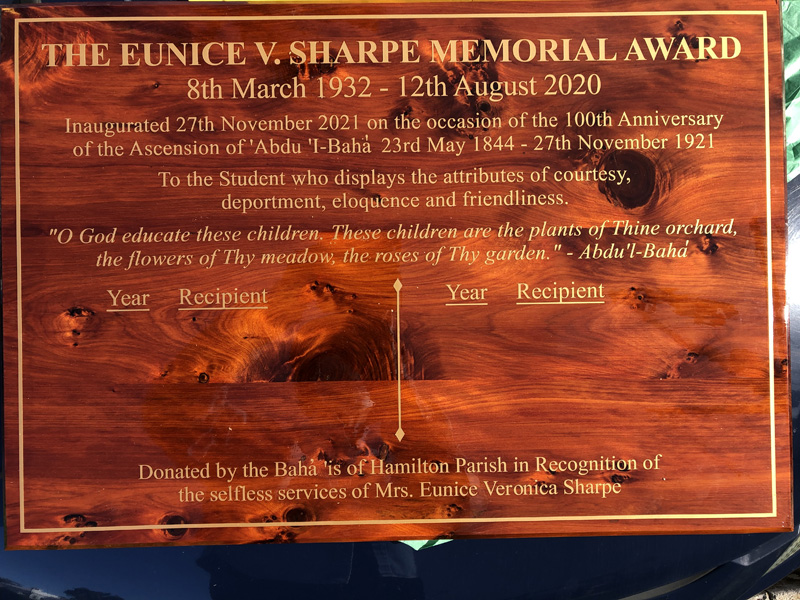 THE EUNICE V. SHARPE MEMORIAL AWARD
8th March 1932 - 12th August 2020
Inaugurated 27th November 2021 on the occasion of the 100th Anniversary
of the Ascension of 'Abdu 'I-Bahá 23rd May 1844 - 27th November 1921
To the Student who displays the attributes of courtesy,
deportment, eloquence and friendliness.
"O God educate these children. These children are the plants of Thine orchard,
the flowers of Thy meadow, the roses of Thy garden." - Abdu'l-Bahá
Year Recipient Year Recipient
Donated by the Bahá 'is of Hamilton Parish in Recognition of
the selfless services of Mrs. Eunice Veronica Sharpe